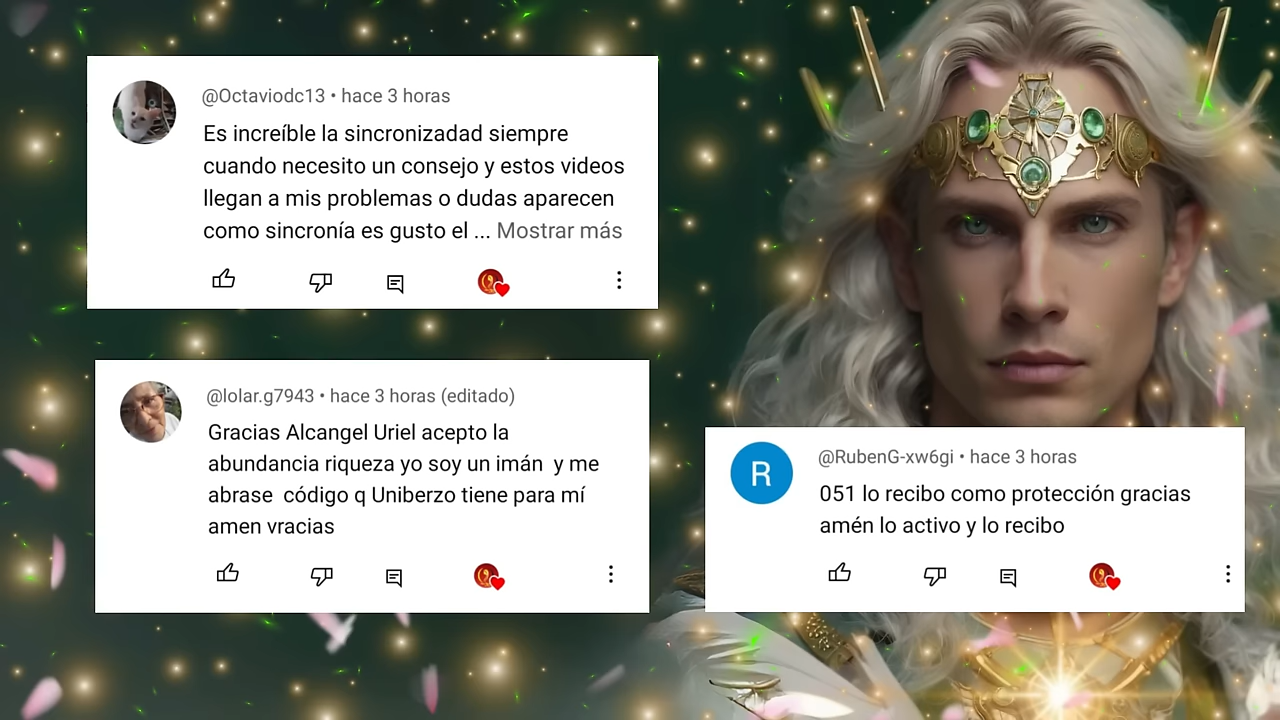 @Octaviodc13 • hace 3 horas
Es increíble la sincronizadad siempre
cuando necesito un consejo y estos videos
llegan a mis problemas o dudas aparecen
como sincronía es gusto el ... Mostrar más
@lolar.g7943 • hace 3 horas (editado)
Gracias Alcangel Uriel acepto la
abundancia riqueza yo soy un imán y me
abrase código q Uniberzo tiene para mí
amen vracias
R
@RubenG-xw6gi • hace 3 horas
051 lo recibo como protección gracias
amén lo activo y lo recibo